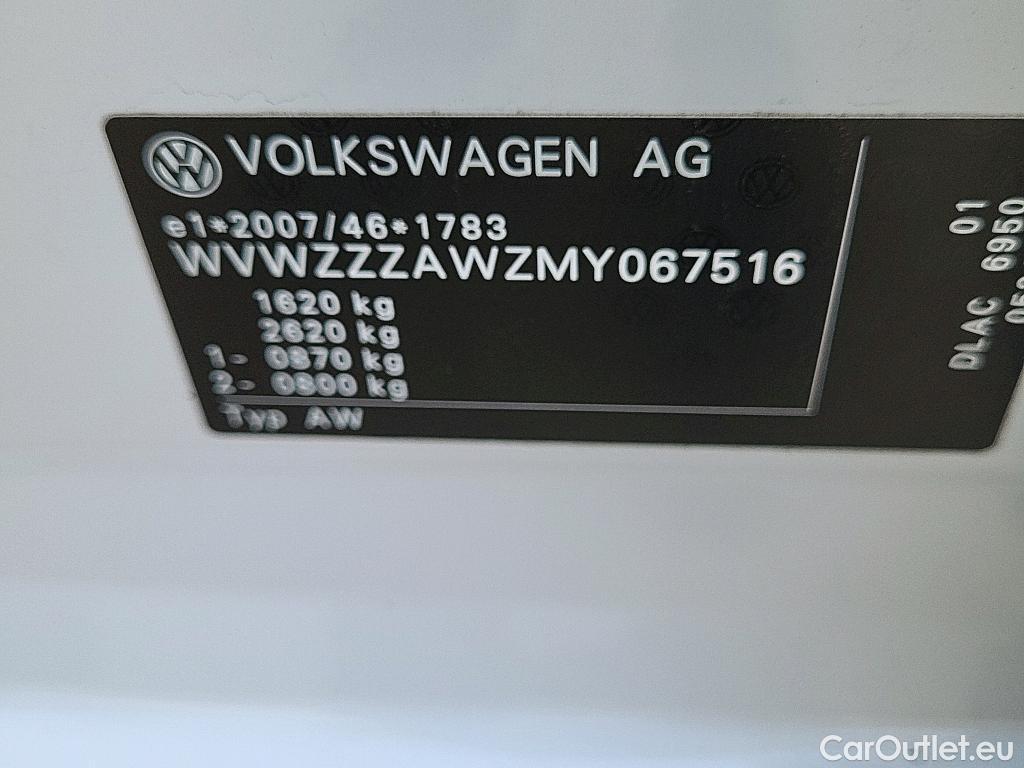 VOLKSWAGEN AG
e1*2007/46*1783
WVWZZZAWZMY067516
1620 kg
2620 kg
1- 0870 kg
2- 0800 kg
Typ AW
01
6950
DLAC
CarOutlet.eu